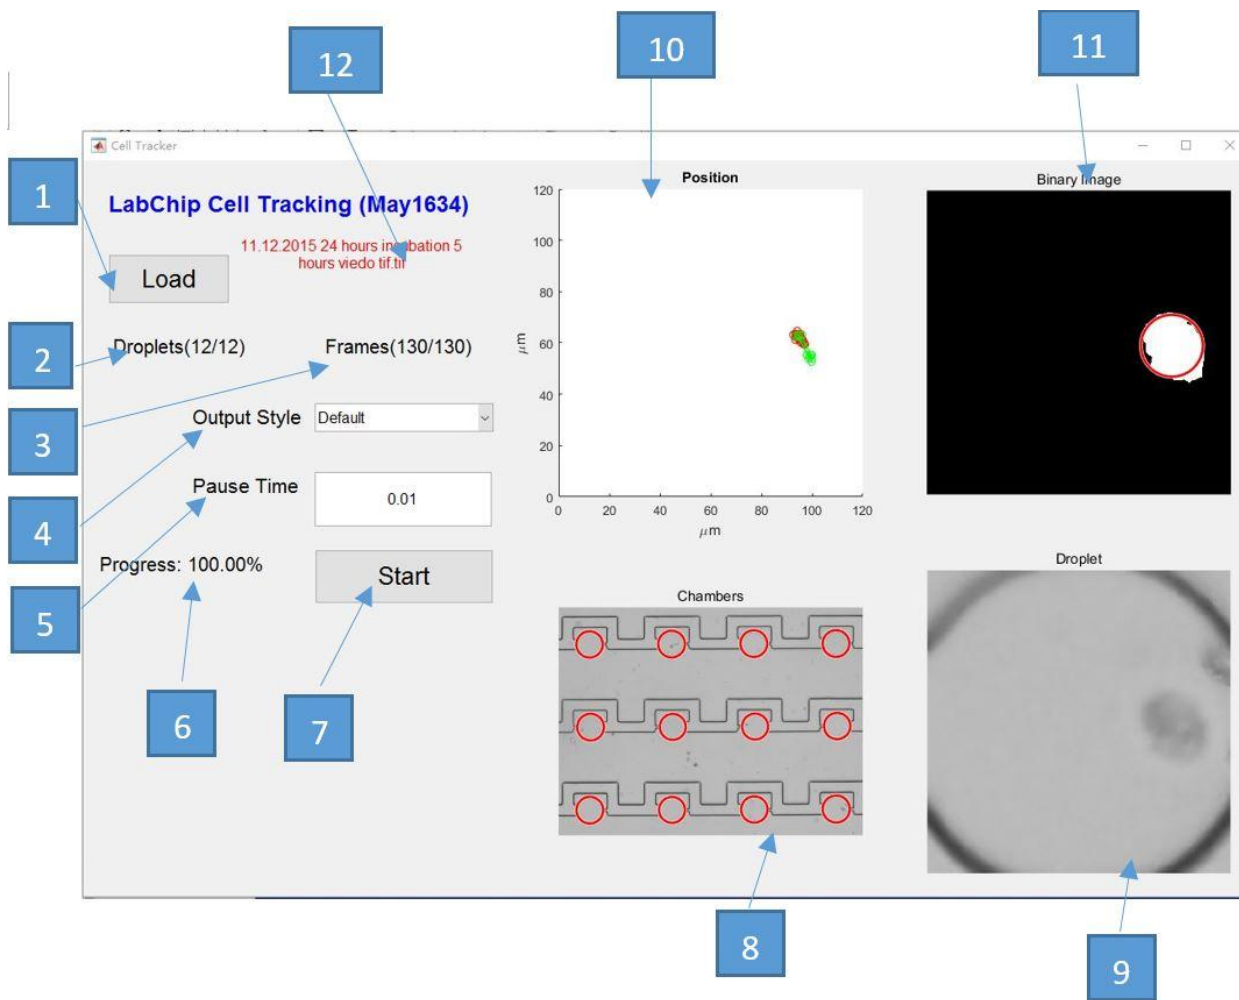 12
10
11
Cell Tracker
1
LabChip Cell Tracking (May1634)
11.12.2015 24 hours incubation 5
hours viedo tif.tif
Load
2
Droplets(12/12)
Frames(130/130)
3
Output Style
Default
4
Pause Time
0.01
5
Progress: 100.00%
Start
6
7
Position
120
100
80
60
40
20
0
μm
0
20
40
60
80
100
120
μm
Binary Image
Chambers
8
Droplet
9